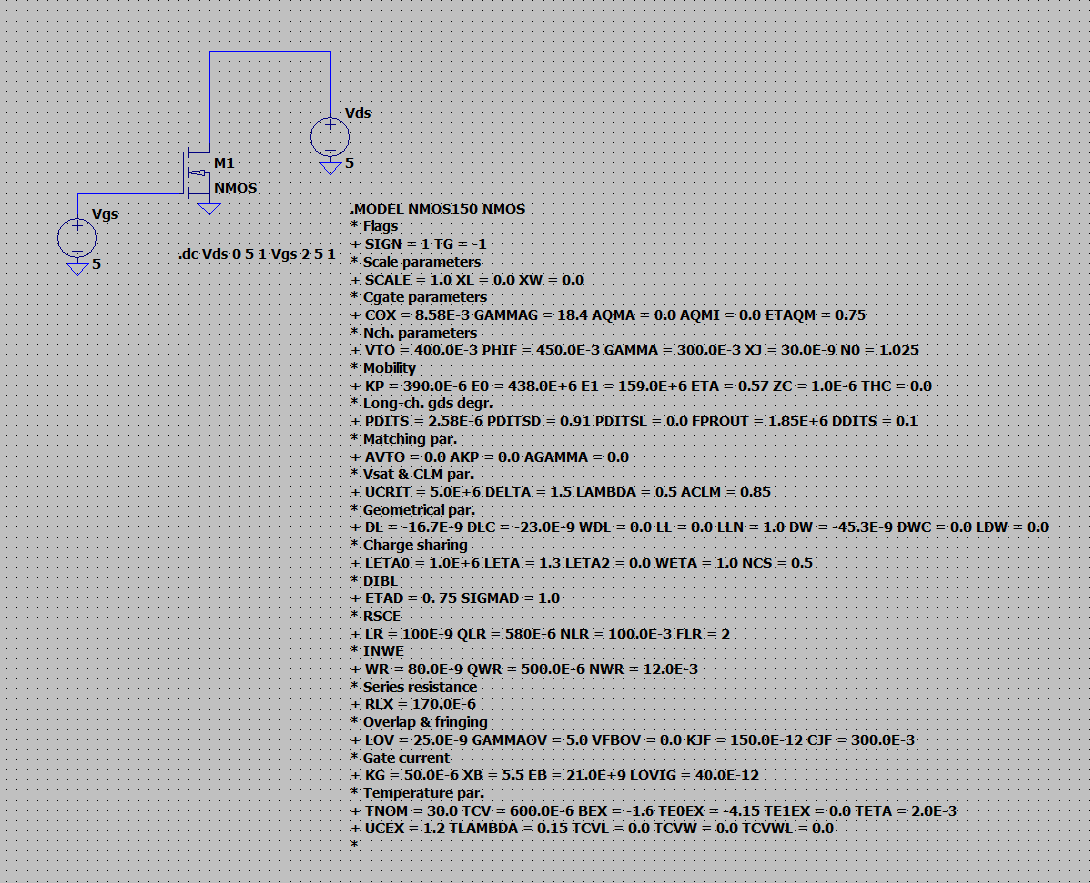 Vds
5
M1
NMOS
Vgs
5
.dc Vds 0 5 1 Vgs 2 5 1
.MODEL NMOS150 NMOS
* Flags
+ SIGN = 1 TG = -1
* Scale parameters
+ SCALE = 1.0 XL = 0.0 XW = 0.0
* Cgate parameters
+ COX = 8.58E-3 GAMMAG = 18.4 AQMA = 0.0 AQMI = 0.0 ETAQM = 0.75
* Nch. parameters
+ VTO = 400.0E-3 PHIF = 450.0E-3 GAMMA = 300.0E-3 XJ = 30.0E-9 N0 = 1.025
* Mobility
+ KP = 390.0E-6 E0 = 438.0E+6 E1 = 159.0E+6 ETA = 0.57 ZC = 1.0E-6 THC = 0.0
* Long-ch. gds degr.
+ PDITS = 2.58E-6 PDITSD = 0.91 PDITSL = 0.0 FPROUT = 1.85E+6 DDITS = 0.1
* Matching par.
+ AVTO = 0.0 AKP = 0.0 AGAMMA = 0.0
* Vsat & CLM par.
+ UCRIT = 5.0E+6 DELTA = 1.5 LAMBDA = 0.5 ACLM = 0.85
* Geometrical par.
+ DL = -16.7E-9 DLC = -23.0E-9 WDL = 0.0 LL = 0.0 LLN = 1.0 DW = -45.3E-9 DWC = 0.0 LDW = 0.0
* Charge sharing
+ LETA0 = 1.0E+6 LETA = 1.3 LETA2 = 0.0 WETA = 1.0 NCS = 0.5
* DIBL
+ ETAD = 0. 75 SIGMAD = 1.0
* RSCE
+ LR = 100E-9 QLR = 580E-6 NLR = 100.0E-3 FLR = 2
* INWE
+ WR = 80.0E-9 QWR = 500.0E-6 NWR = 12.0E-3
* Series resistance
+ RLX = 170.0E-6
* Overlap & fringing
+ LOV = 25.0E-9 GAMMAOV = 5.0 VFBOV = 0.0 KJF = 150.0E-12 CJF = 300.0E-3
* Gate current
+ KG = 50.0E-6 XB = 5.5 EB = 21.0E+9 LOVIG = 40.0E-12
* Temperature par.
+ TNOM = 30.0 TCV = 600.0E-6 BEX = -1.6 TE0EX = -4.15 TE1EX = 0.0 TETA = 2.0E-3
+ UCEX = 1.2 TLAMBDA = 0.15 TCVL = 0.0 TCVW = 0.0 TCVWL = 0.0
*